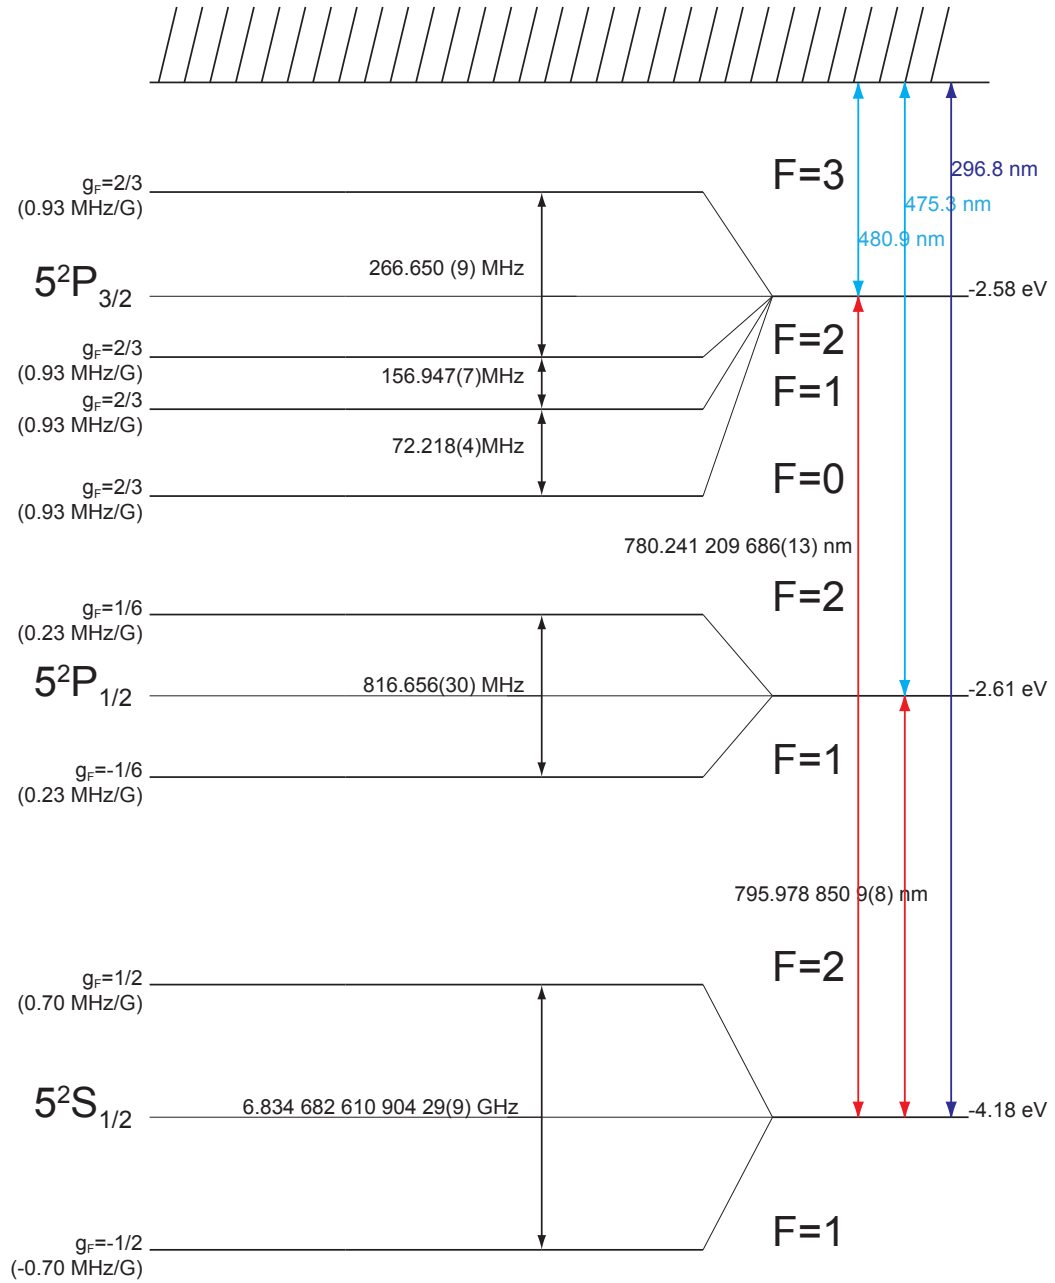 F=3
296.8 nm
g_F=2/3
(0.93 MHz/G)
475.3 nm
480.9 nm
5²P₃/₂
266.650 (9) MHz
-2.58 eV
F=2
g_F=2/3
(0.93 MHz/G)
156.947(7)MHz
F=1
g_F=2/3
(0.93 MHz/G)
72.218(4)MHz
F=0
g_F=2/3
(0.93 MHz/G)
780.241 209 686(13) nm
F=2
g_F=1/6
(0.23 MHz/G)
5²P₁/₂
816.656(30) MHz
-2.61 eV
F=1
g_F=-1/6
(0.23 MHz/G)
795.978 850 9(8) nm
F=2
g_F=1/2
(0.70 MHz/G)
5²S₁/₂
6.834 682 610 904 29(9) GHz
-4.18 eV
F=1
g_F=-1/2
(-0.70 MHz/G)